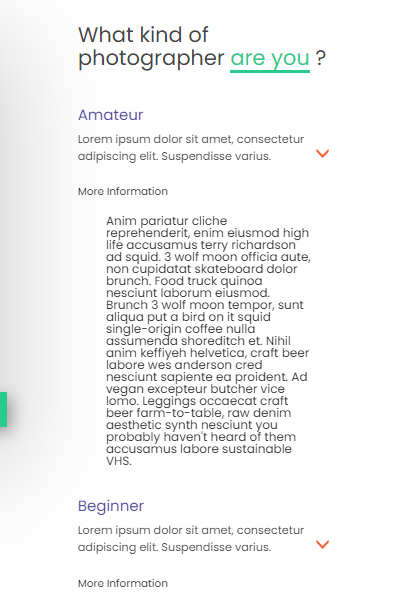 What kind of
photographer are you ?
Amateur
Lorem ipsum dolor sit amet, consectetur
adipiscing elit. Suspendisse varius.
More Information
Anim pariatur cliche
reprehenderit, enim eiusmod high
life accusamus terry richardson
ad squid. 3 wolf moon officia aute,
non cupidatat skateboard dolor
brunch. Food truck quinoa
nesciunt laborum eiusmod.
Brunch 3 wolf moon tempor, sunt
aliqua put a bird on it squid
single-origin coffee nulla
assumenda shoreditch et. Nihil
anim keffiyeh helvetica, craft beer
labore wes anderson cred
nesciunt sapiente ea proident. Ad
vegan excepteur butcher vice
lomo. Leggings occaecat craft
beer farm-to-table, raw denim
aesthetic synth nesciunt you
probably haven't heard of them
accusamus labore sustainable
VHS.
Beginner
Lorem ipsum dolor sit amet, consectetur
adipiscing elit. Suspendisse varius.
More Information